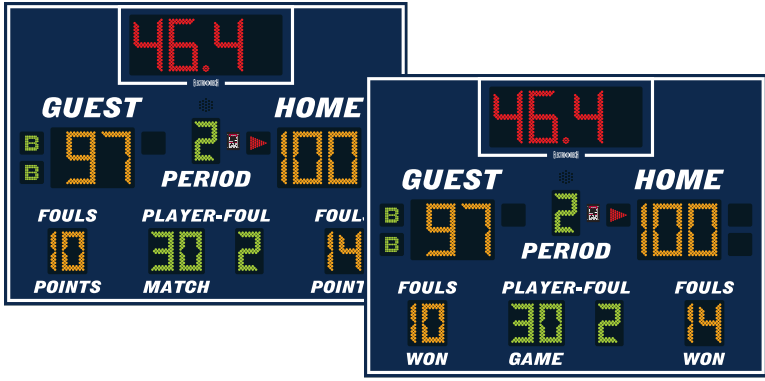 46.4
GUEST
HOME
B
97
2
100
B
PERIOD
FOULS
PLAYER-FOUL
FOUL
10
30
2
14
POINTS
MATCH
POINT
46.4
GUEST
HOME
B
97
2
100
B
PERIOD
FOULS
PLAYER-FOUL
FOULS
10
30
2
14
WON
GAME
WON